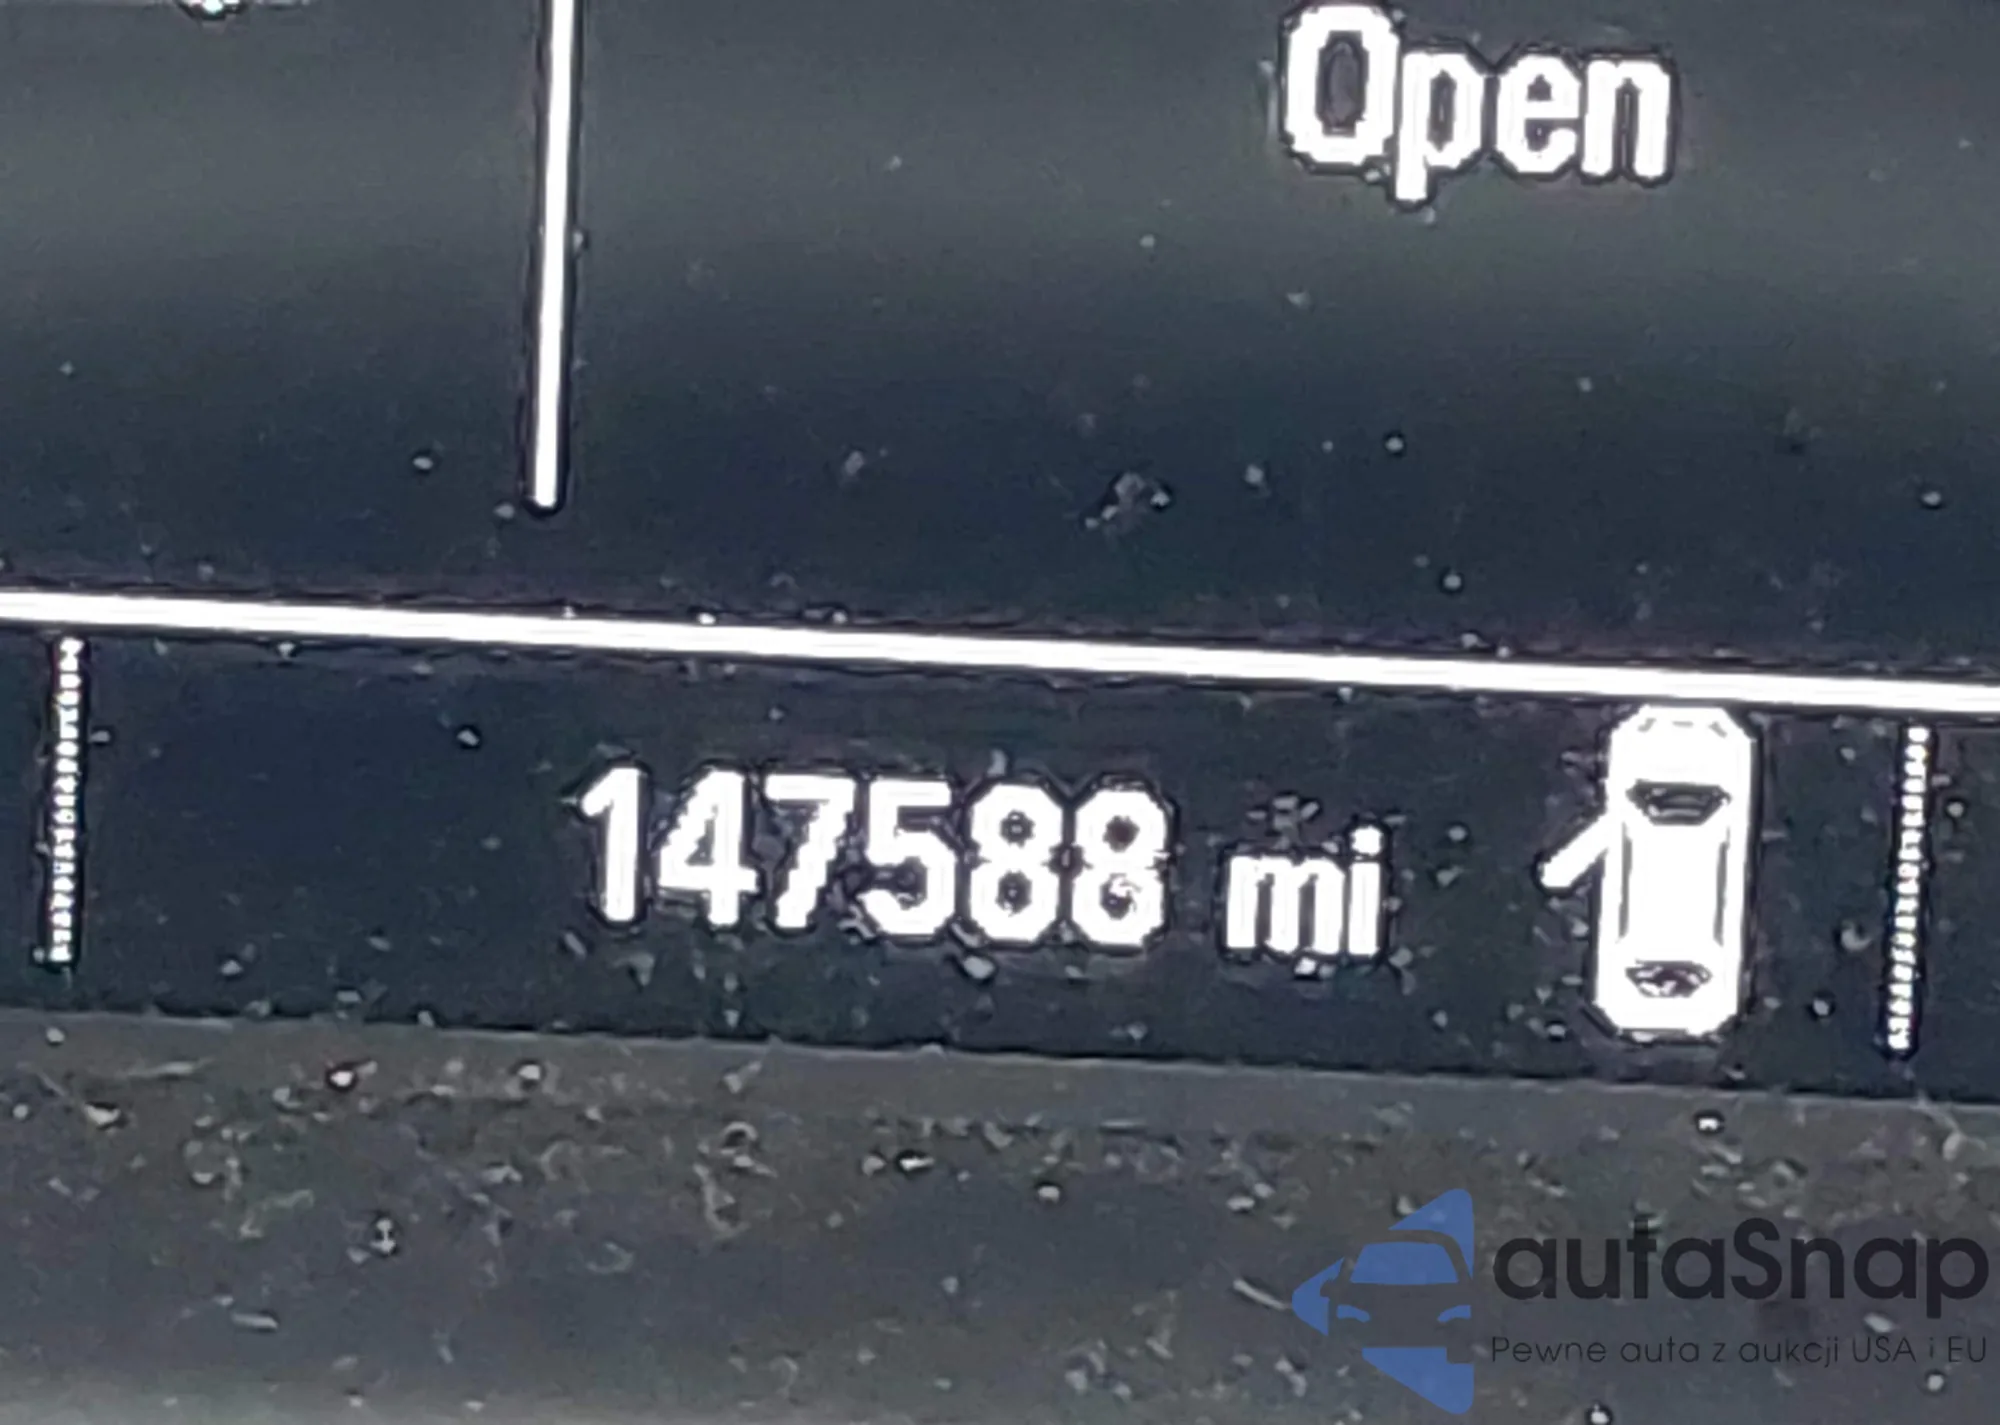 Open
147588 mi
autaSnap
Pewne auta z aukcji USA i EU